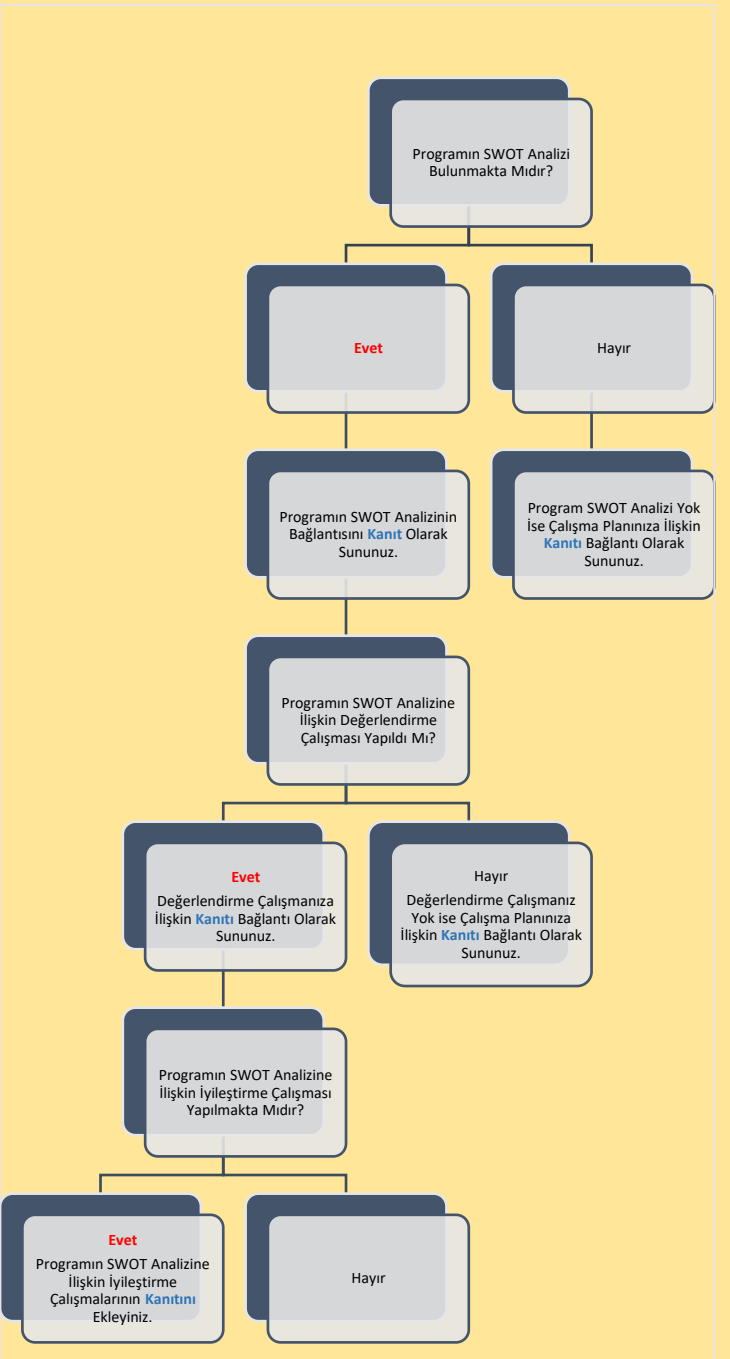 Programın SWOT Analizi
Bulunmakta Mıdır?
Evet
Hayır
Programın SWOT Analizinin
Bağlantısını Kanıt Olarak
Sununuz.
Program SWOT Analizi Yok
İse Çalışma Planınıza İlişkin
Kanıtı Bağlantı Olarak
Sununuz.
Programın SWOT Analizine
İlişkin Değerlendirme
Çalışması Yapıldı Mı?
Evet
Değerlendirme Çalışmanıza
İlişkin Kanıtı Bağlantı Olarak
Sununuz.
Hayır
Değerlendirme Çalışmanız
Yok ise Çalışma Planınıza
İlişkin Kanıtı Bağlantı Olarak
Sununuz.
Programın SWOT Analizine
İlişkin İyileştirme Çalışması
Yapılmakta Mıdır?
Evet
Programın SWOT Analizine
İlişkin İyileştirme
Çalışmalarının Kanıtını
Ekleyiniz.
Hayır